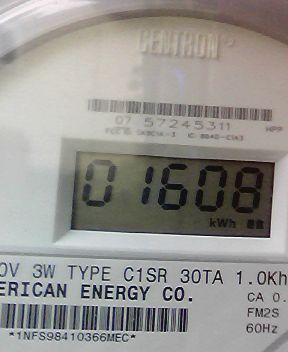 CENTRON
07 57245311 HPP
01608
kWh
0V 3W TYPE C1SR 30TA 1.0Kh
ERICAN ENERGY CO.
CA 0.
FM2S
60Hz
*1NFS98410366MEC*